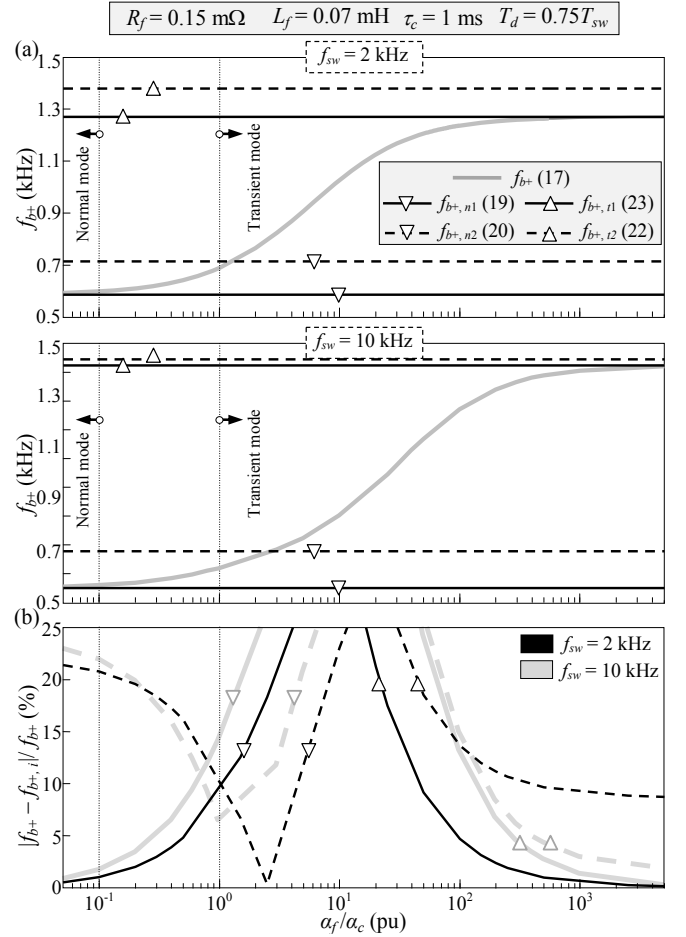 R_f = 0.15 mΩ L_f = 0.07 mH τ_c = 1 ms T_d = 0.75T_sw
(a)
f_sw = 2 kHz
1.5
1.3
1.1
0.9
0.7
0.5
f_b+ (kHz)
Normal mode
Transient mode
f_b+ (17)
f_b+, n1 (19) f_b+, t1 (23)
f_b+, n2 (20) f_b+, t2 (22)
f_sw = 10 kHz
1.5
1.3
1.1
0.9
0.7
0.5
f_b+ (kHz)
Normal mode
Transient mode
(b)
25
20
15
10
5
0
|f_b+ − f_b+, i|/ f_b+ (%)
f_sw = 2 kHz
f_sw = 10 kHz
10^-1 10^0 10^1 10^2 10^3
α_f/α_c (pu)